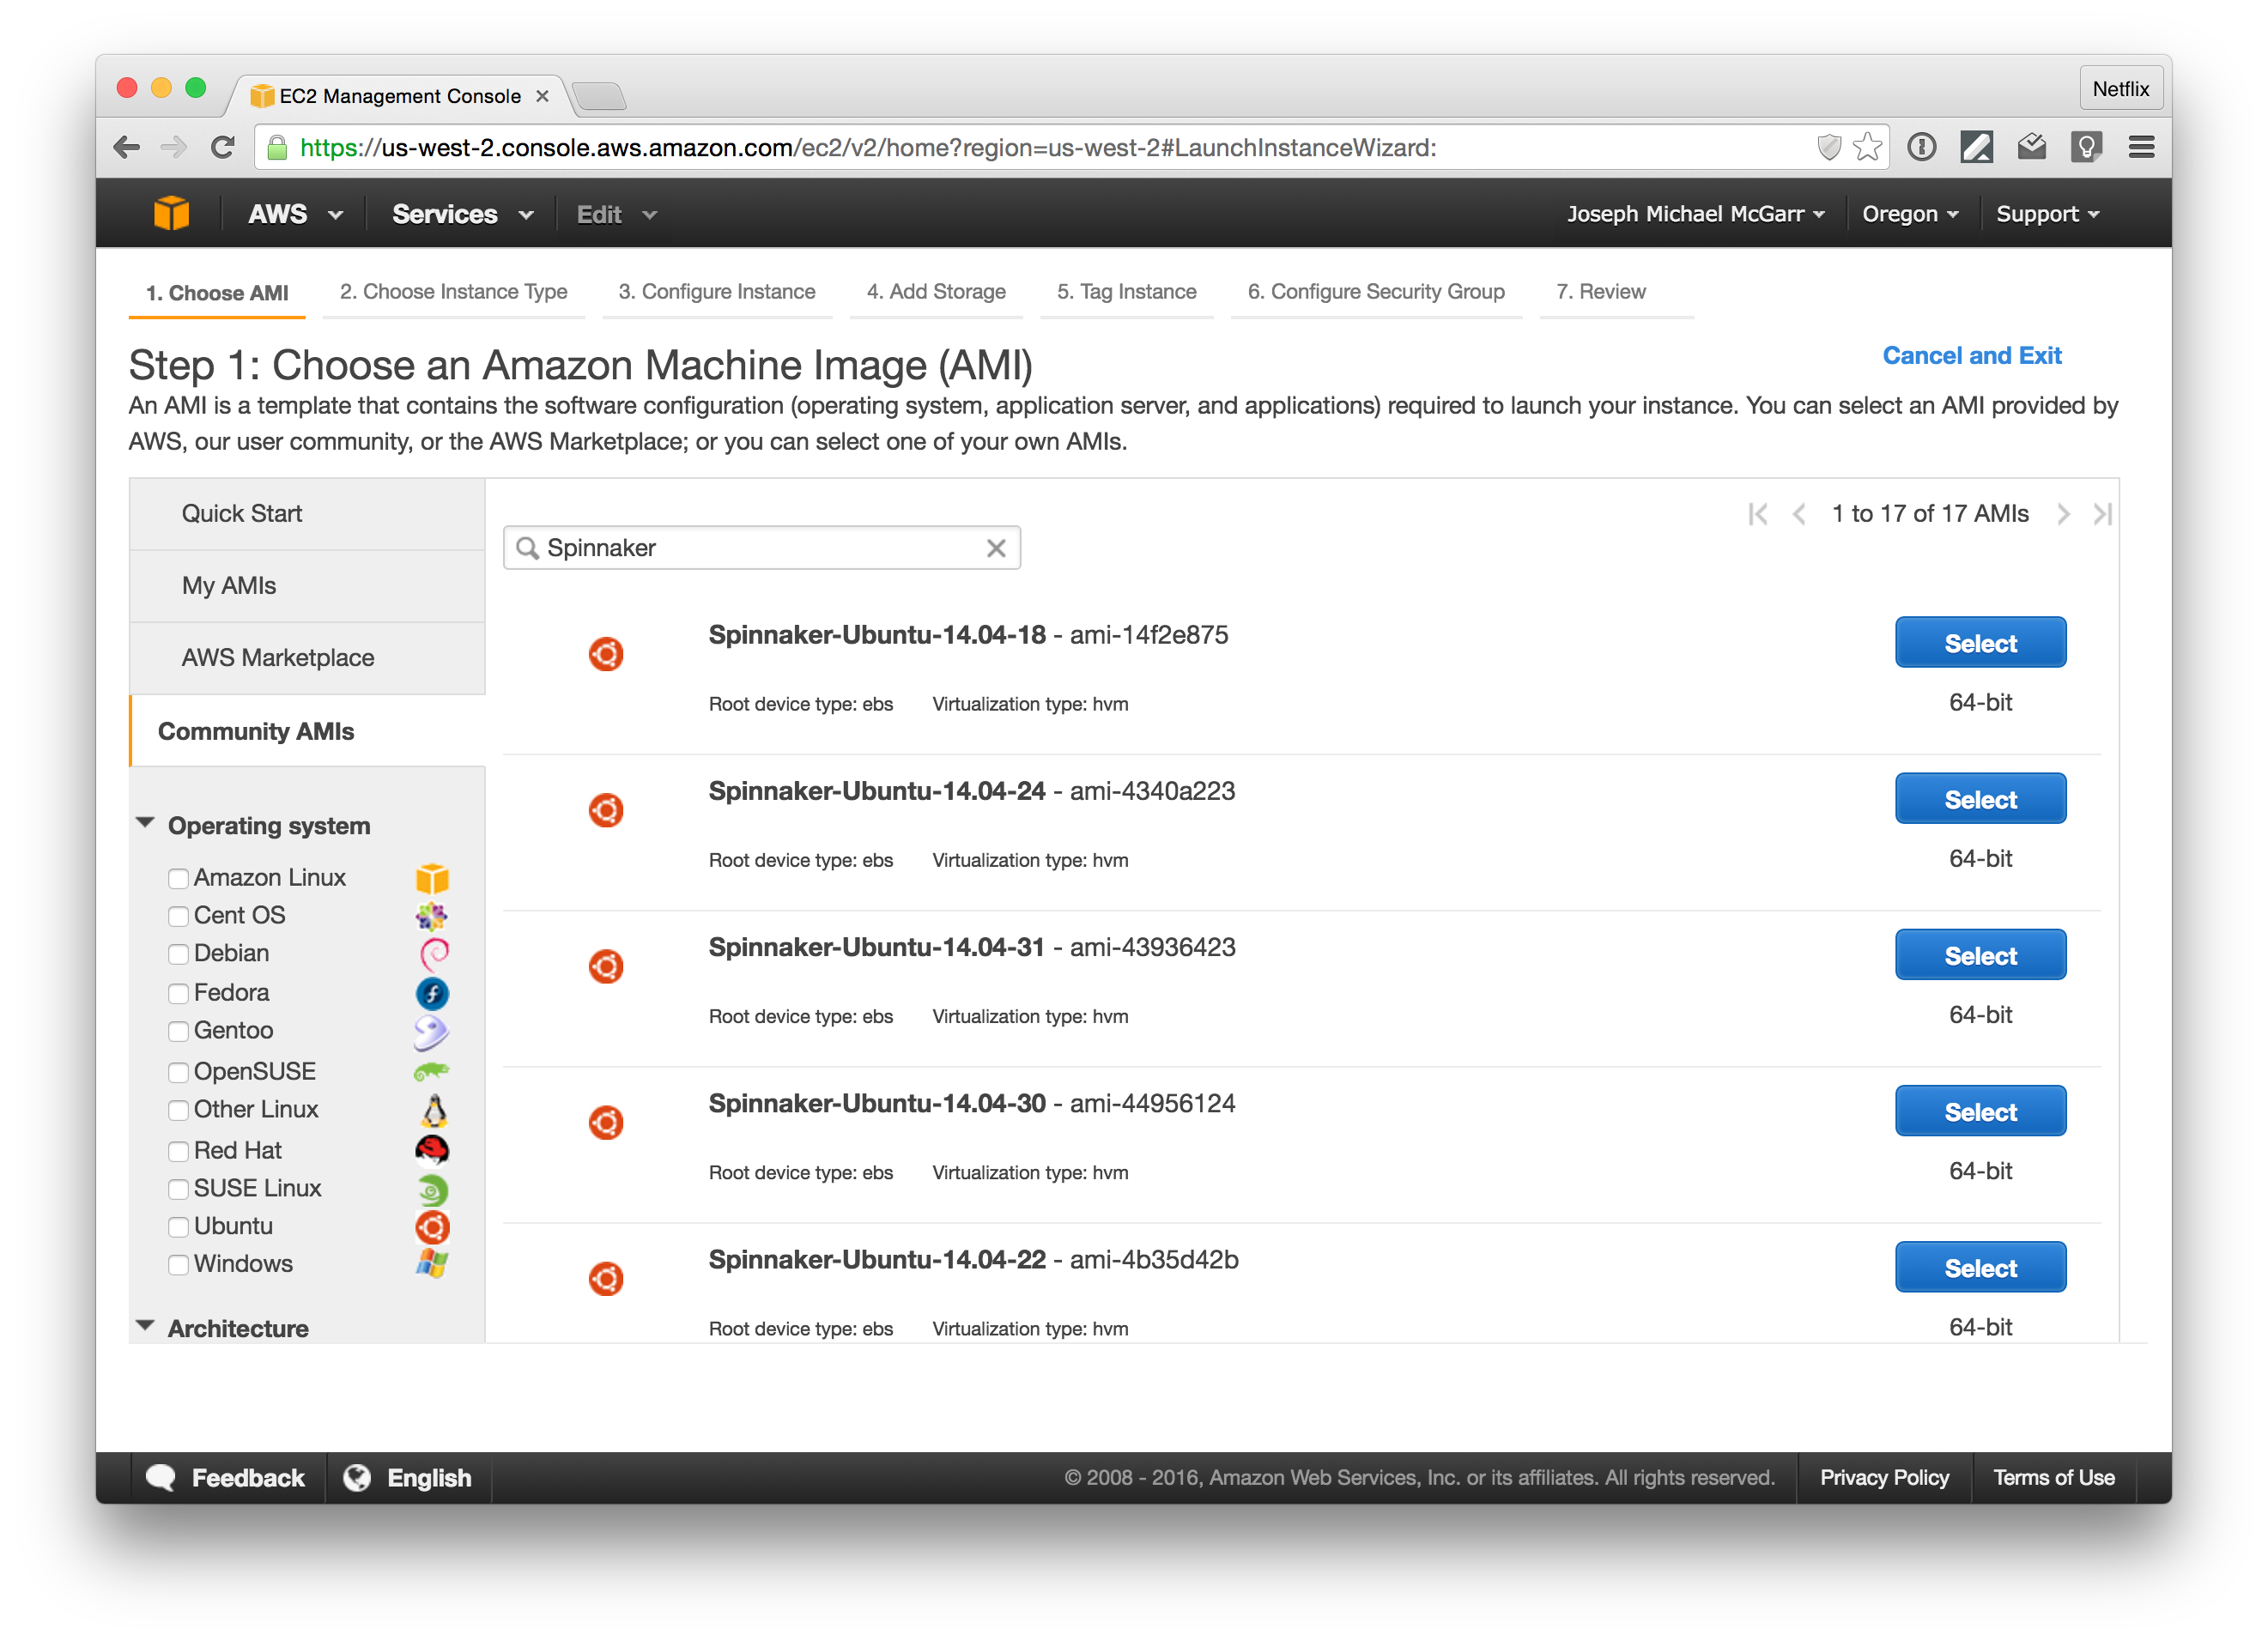 EC2 Management Console
Netflix
https://us-west-2.console.aws.amazon.com/ec2/v2/home?region=us-west-2#LaunchInstanceWizard:
AWS Services Edit Joseph Michael McGarr Oregon Support
1. Choose AMI 2. Choose Instance Type 3. Configure Instance 4. Add Storage 5. Tag Instance 6. Configure Security Group 7. Review
Step 1: Choose an Amazon Machine Image (AMI)
Cancel and Exit
An AMI is a template that contains the software configuration (operating system, application server, and applications) required to launch your instance. You can select an AMI provided by
AWS, our user community, or the AWS Marketplace; or you can select one of your own AMIs.
Quick Start
My AMIs
AWS Marketplace
Community AMIs
Operating system
Amazon Linux
Cent OS
Debian
Fedora
Gentoo
OpenSUSE
Other Linux
Red Hat
SUSE Linux
Ubuntu
Windows
Architecture
1 to 17 of 17 AMIs
Spinnaker
Spinnaker-Ubuntu-14.04-18 - ami-14f2e875
Select
Root device type: ebs Virtualization type: hvm
64-bit
Spinnaker-Ubuntu-14.04-24 - ami-4340a223
Select
Root device type: ebs Virtualization type: hvm
64-bit
Spinnaker-Ubuntu-14.04-31 - ami-43936423
Select
Root device type: ebs Virtualization type: hvm
64-bit
Spinnaker-Ubuntu-14.04-30 - ami-44956124
Select
Root device type: ebs Virtualization type: hvm
64-bit
Spinnaker-Ubuntu-14.04-22 - ami-4b35d42b
Select
Root device type: ebs Virtualization type: hvm
64-bit
Feedback English © 2008 - 2016, Amazon Web Services, Inc. or its affiliates. All rights reserved. Privacy Policy Terms of Use